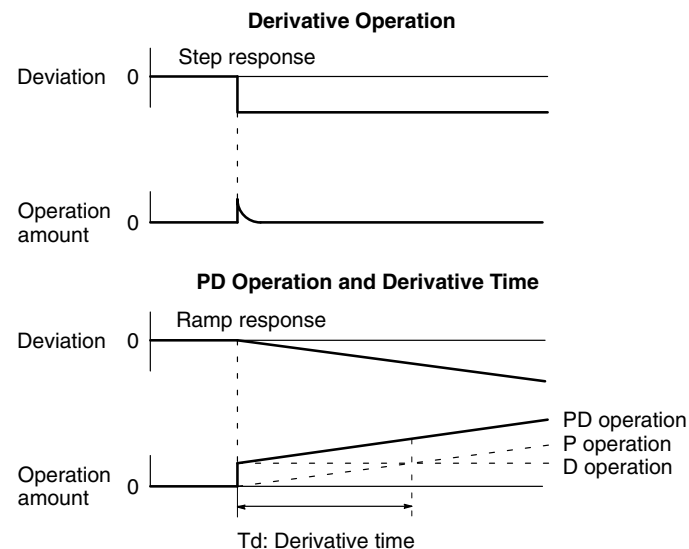 Derivative Operation
Step response
Deviation 0
Operation
amount 0
PD Operation and Derivative Time
Ramp response
Deviation 0
PD operation
P operation
D operation
Operation
amount 0
Td: Derivative time